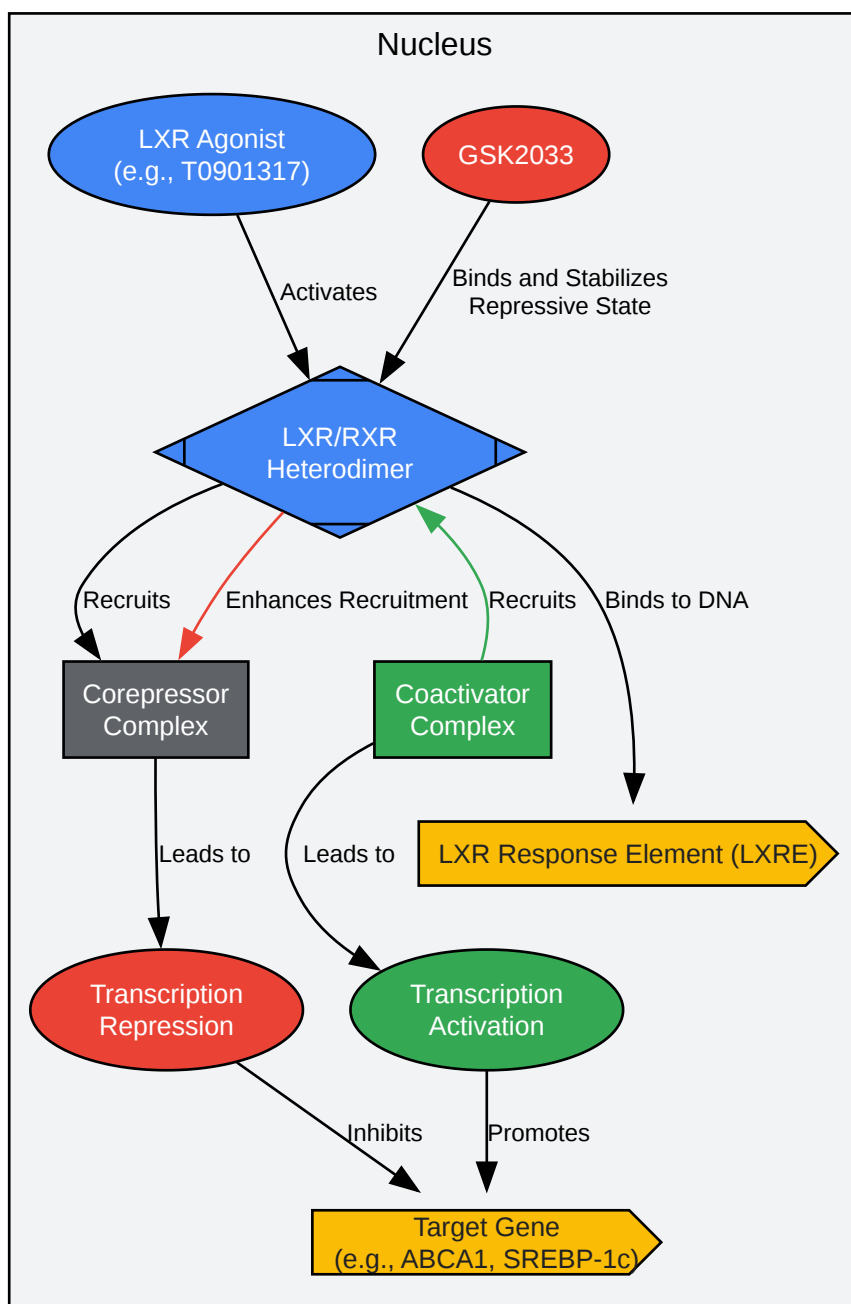 Nucleus
LXR Agonist
(e.g., T0901317)
GSK2033
Activates
Binds and Stabilizes
Repressive State
LXR/RXR
Heterodimer
Recruits
Enhances Recruitment
Recruits
Binds to DNA
Corepressor
Complex
Coactivator
Complex
Leads to
Leads to
LXR Response Element (LXRE)
Transcription
Repression
Transcription
Activation
Inhibits
Promotes
Target Gene
(e.g., ABCA1, SREBP-1c)